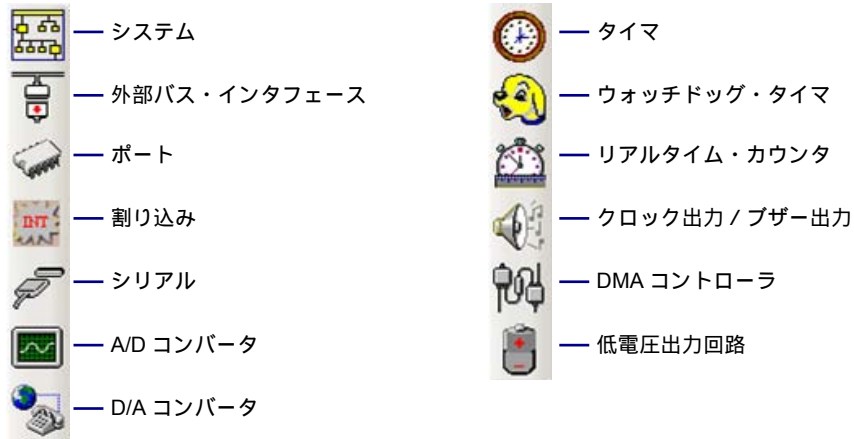 システム
外部バス・インタフェース
ポート
INT
割り込み
シリアル
A/D コンバータ
D/A コンバータ
タイマ
ウォッチドッグ・タイマ
リアルタイム・カウンタ
クロック出力 / ブザー出力
DMA コントローラ
低電圧出力回路